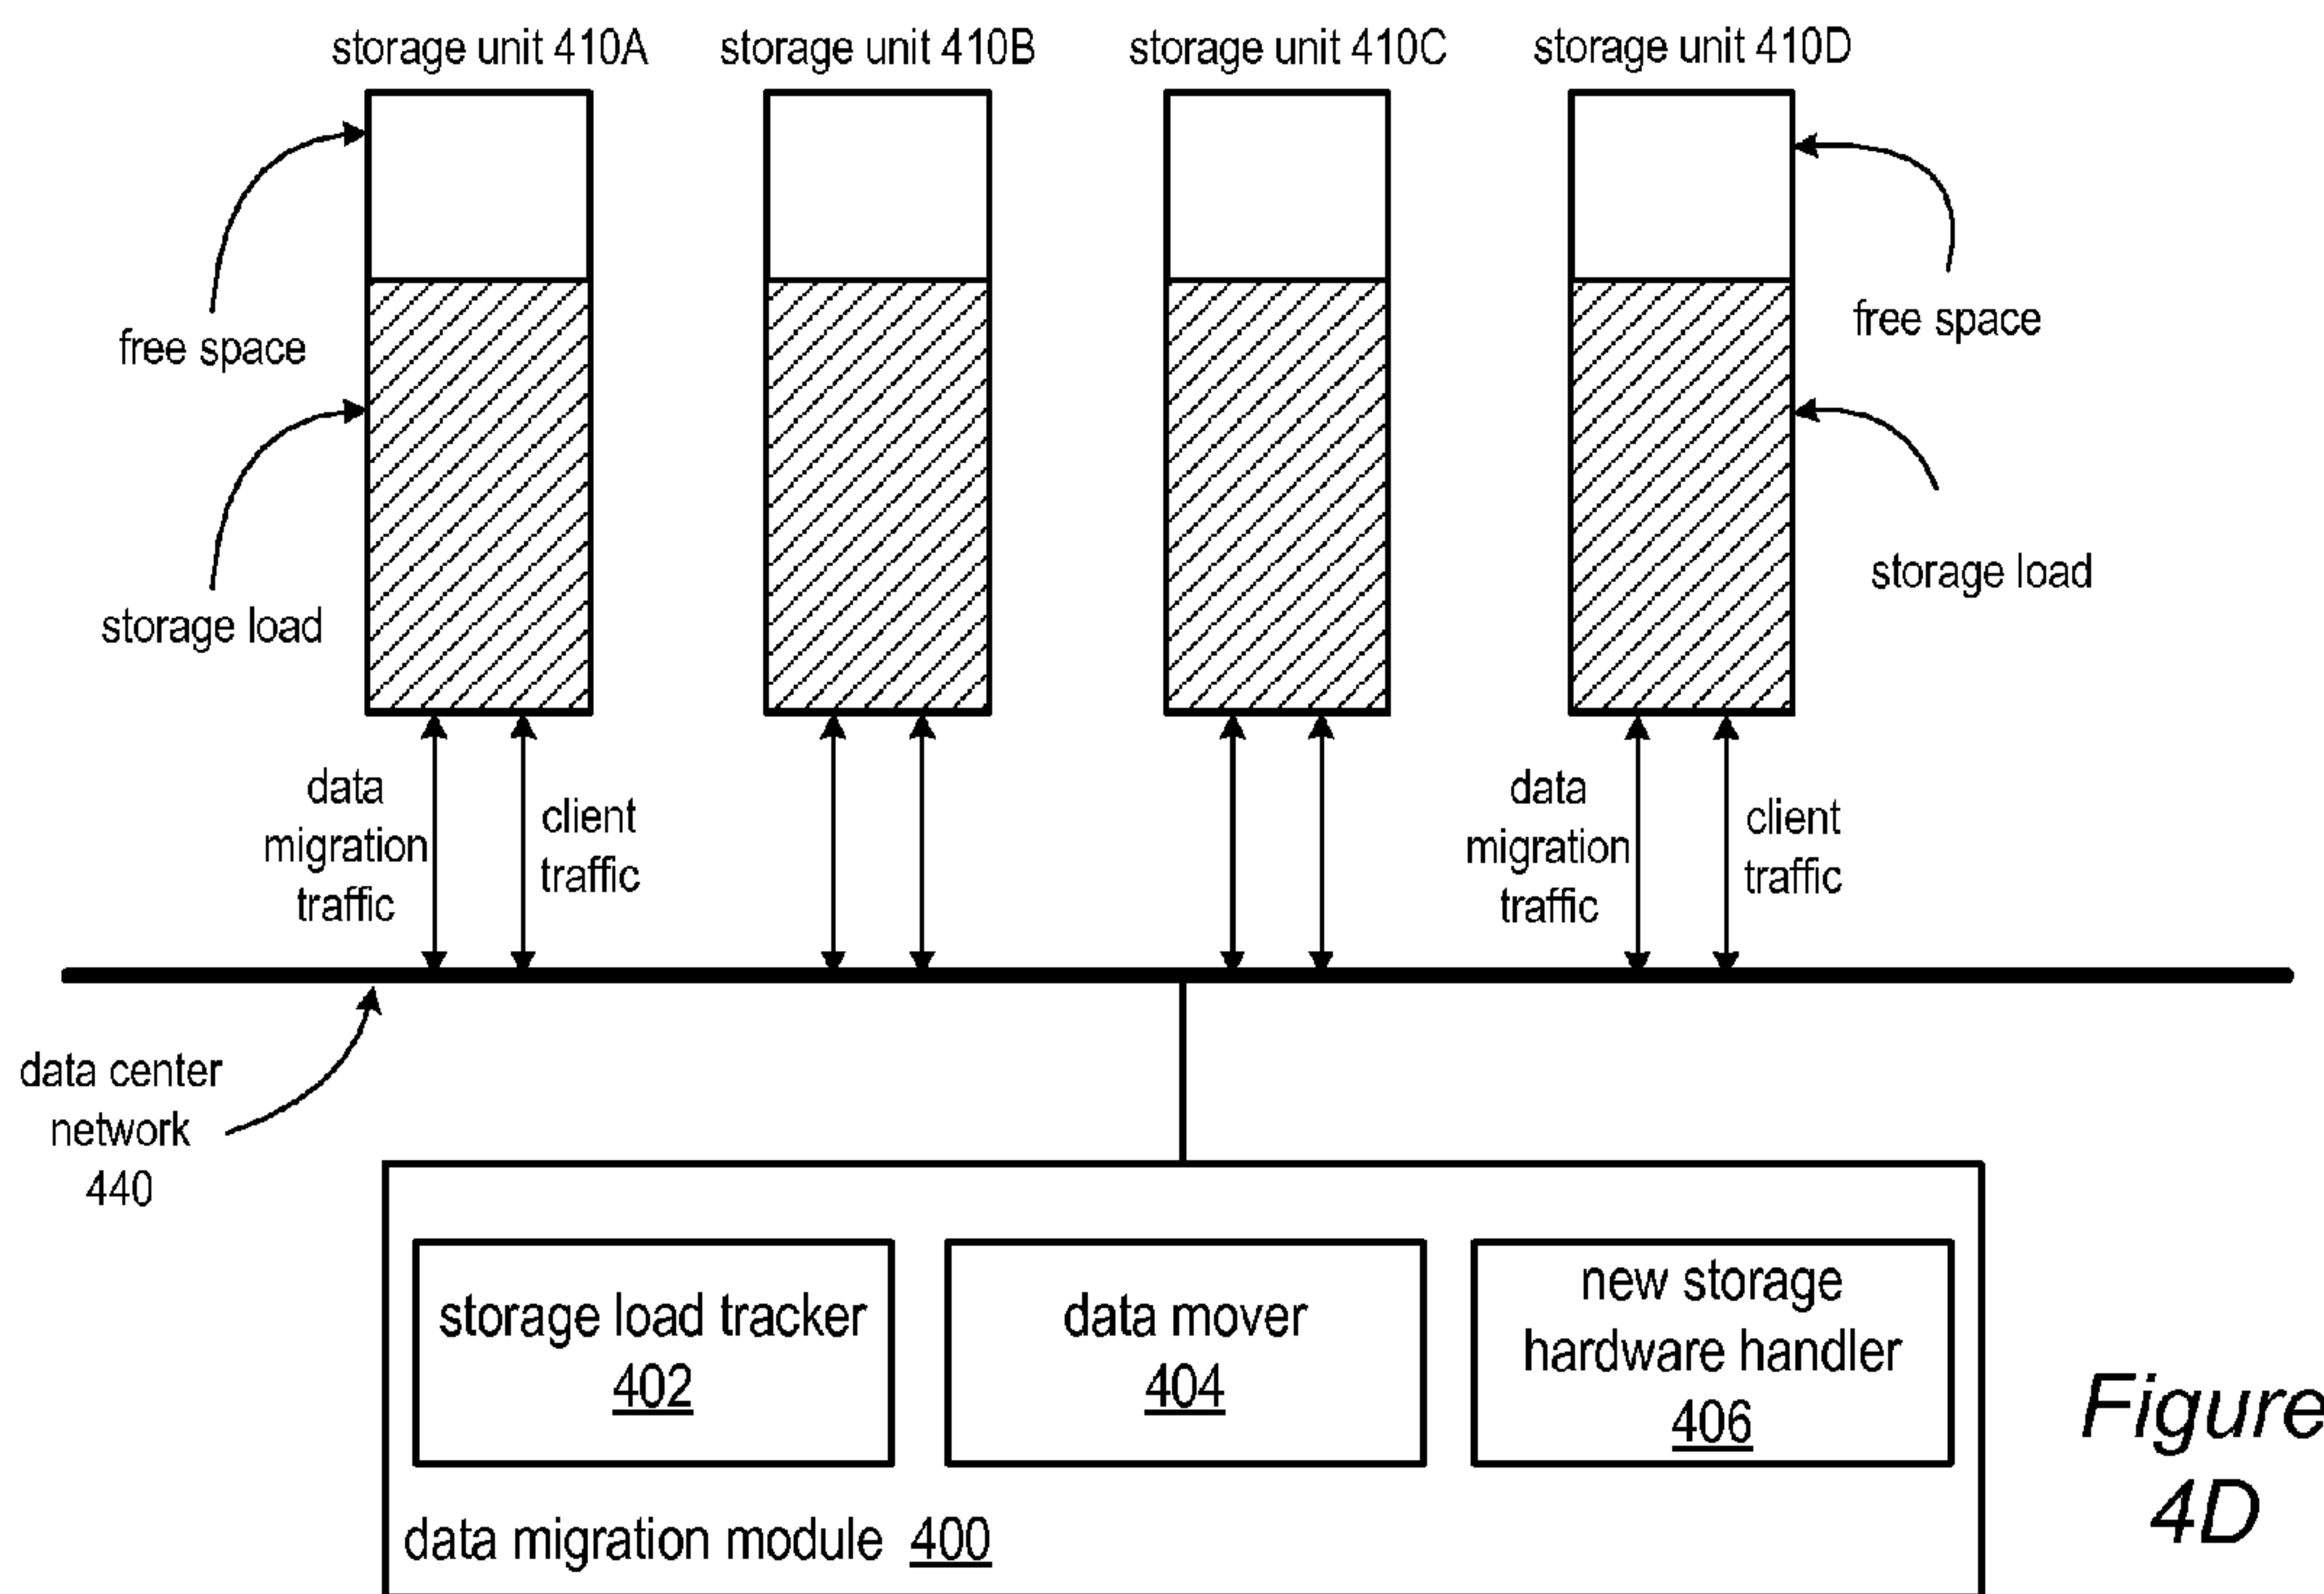 storage unit 410A
storage unit 410B
storage unit 410C
storage unit 410D
free space
storage load
free space
storage load
data
migration
traffic
client
traffic
data
migration
traffic
client
traffic
data center
network
440
storage load tracker
402
data mover
404
new storage
hardware handler
406
data migration module 400
Figure
4D